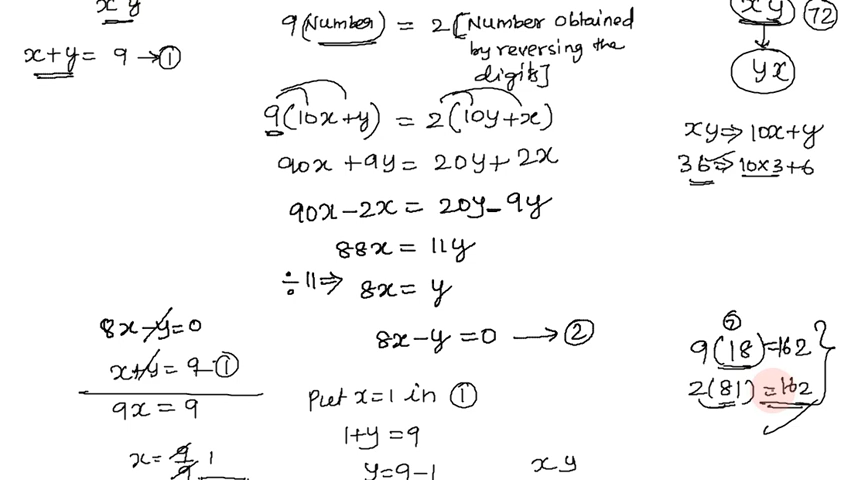 x y
x+y = 9 → ①
9 (Number) = 2 [Number obtained
by reversing the
digits]
9(10x+y) = 2(10y+x)
90x + 9y = 20y + 2x
90x - 2x = 20y - 9y
88x = 11y
÷ 11 ⇒ 8x = y
8x - y = 0 → ②
8x - y = 0
x + y = 9 - ①
9x = 9
x = 9/9 1
Put x=1 in ①
1+y = 9
y = 9-1
x y
x y 72
y x
xy ⇒ 10x+y
36 ⇒ 10×3+6
9(18) = 162
2(81) = 162